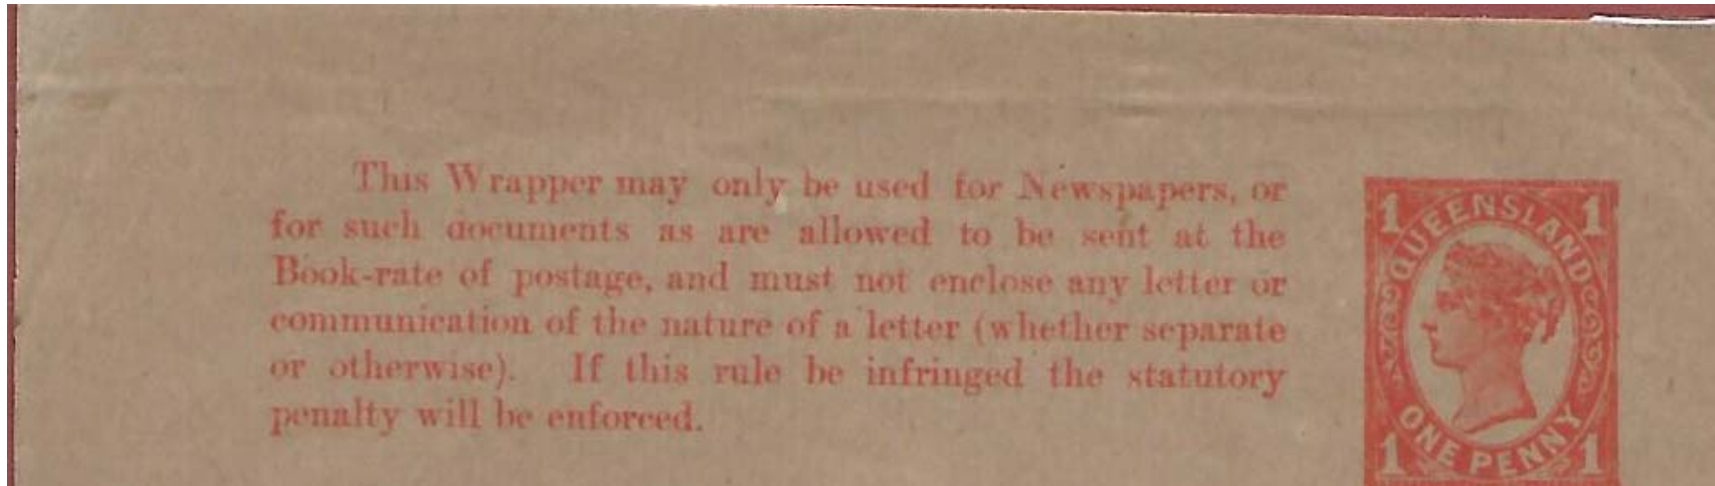 This Wrapper may only be used for Newspapers, or
for such documents as are allowed to be sent at the
Book-rate of postage, and must not enclose any letter or
communication of the nature of a letter (whether separate
or otherwise). If this rule be infringed the statutory
penalty will be enforced.
1 1
QUEENSLAND
ONE PENNY
1 1